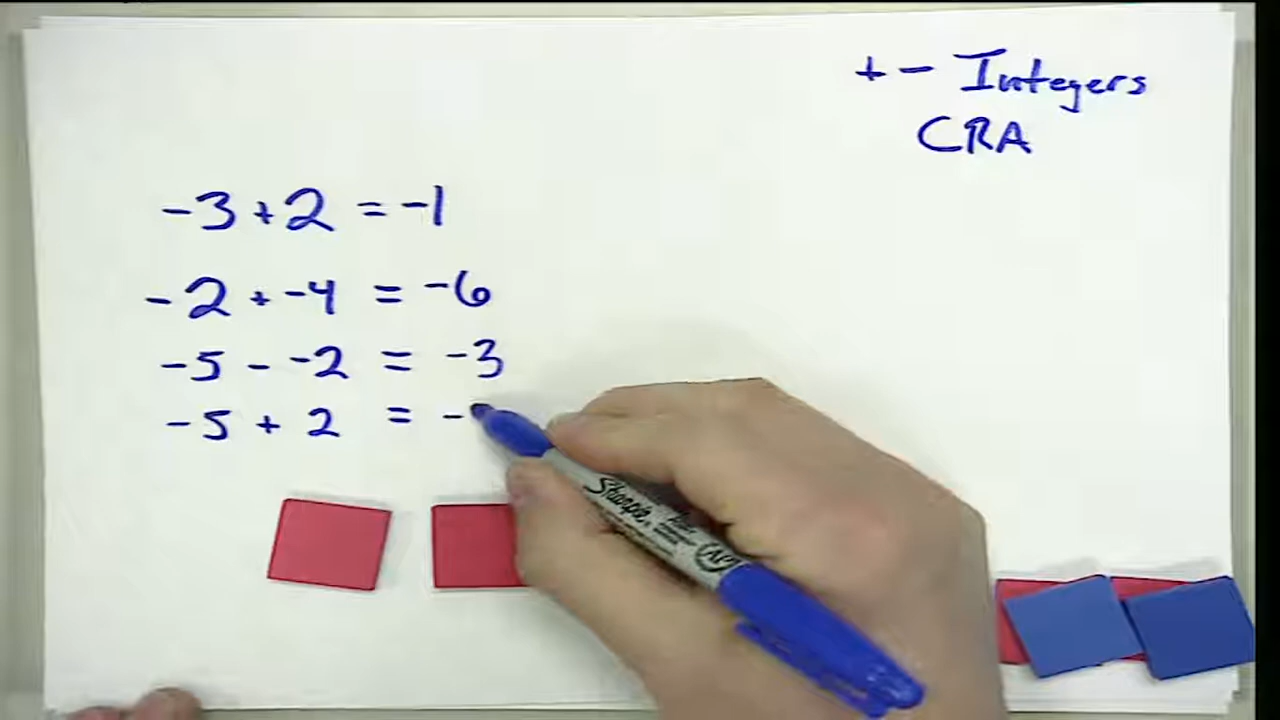 + - Integers
CRA
-3 + 2 = -1
-2 + -4 = -6
-5 - -2 = -3
-5 + 2 = -
Sharpie